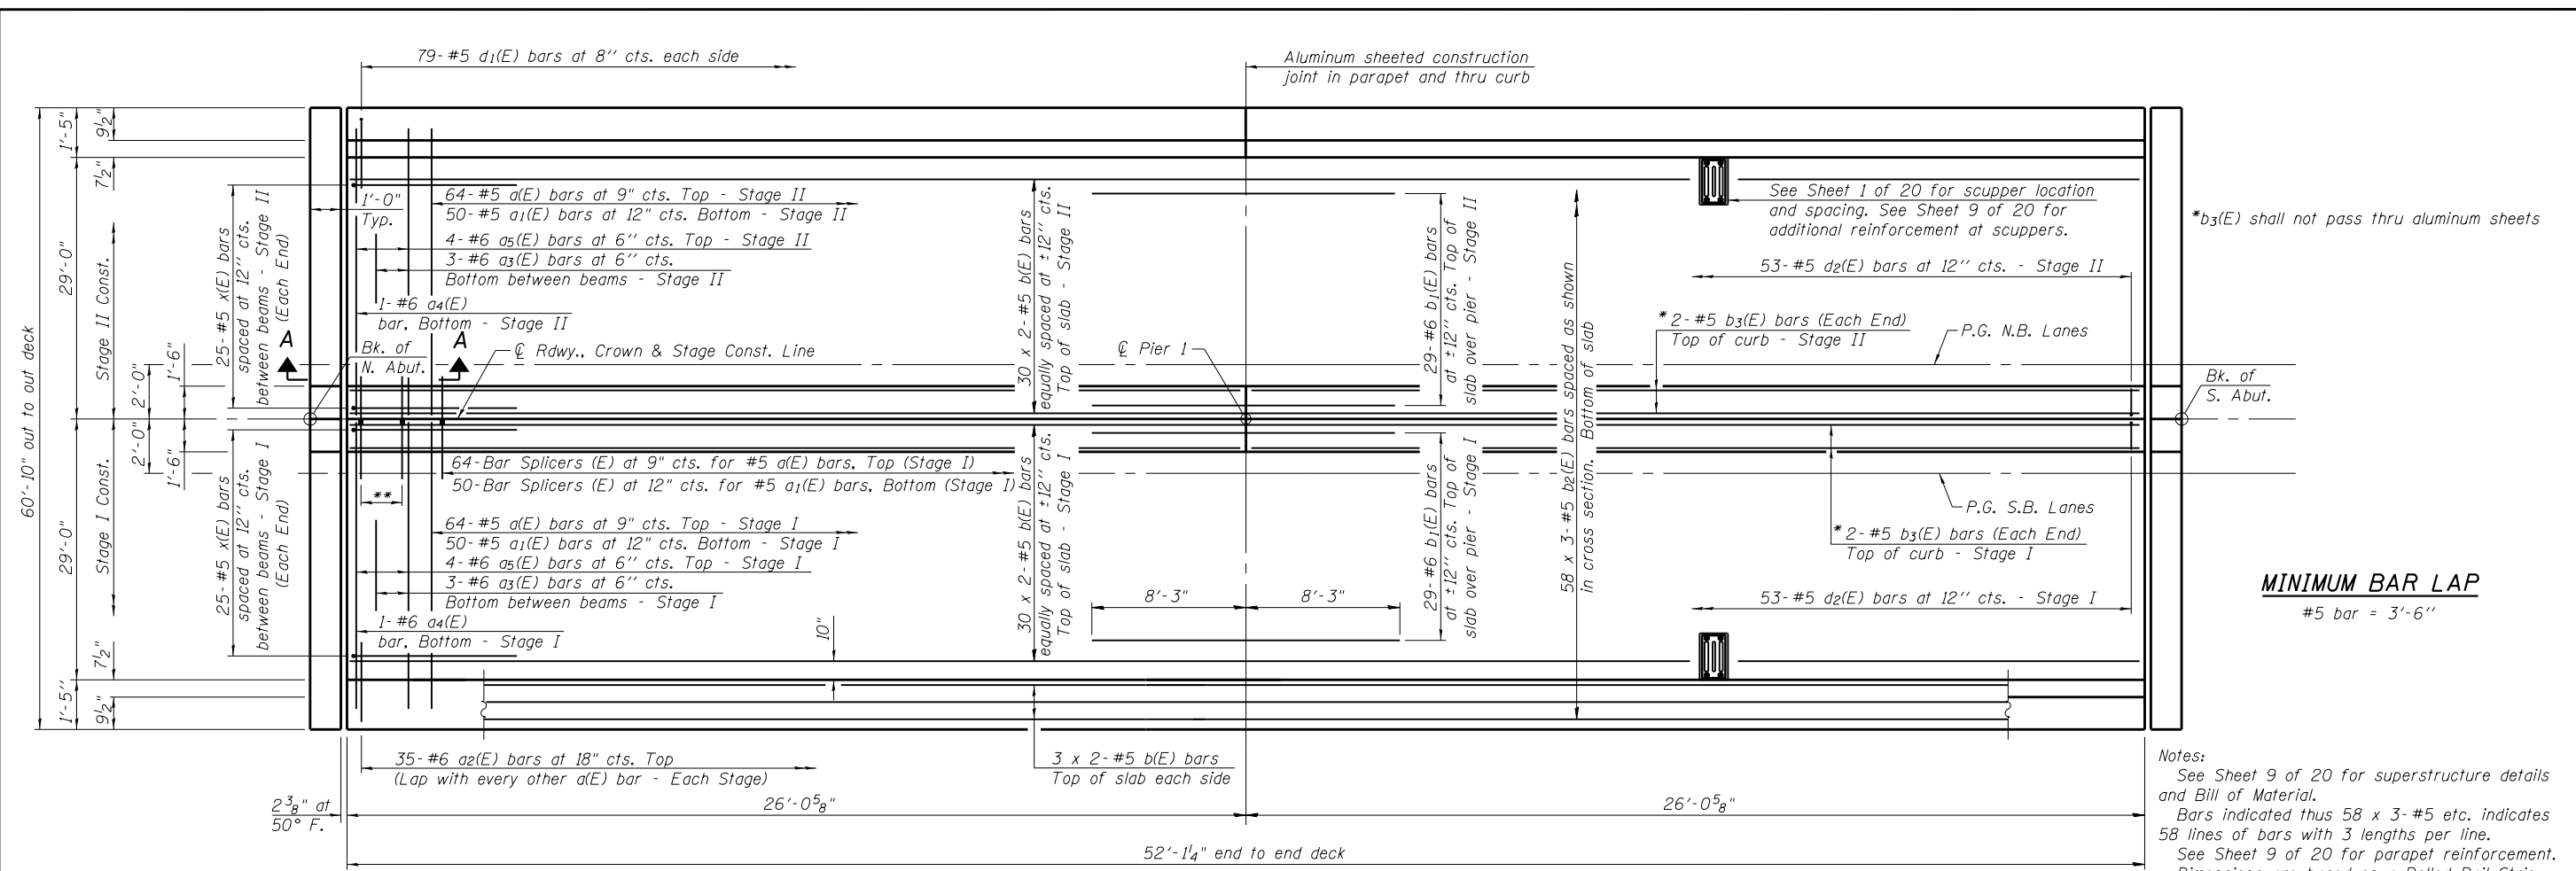 79-#5 d1(E) bars at 8'' cts. each side
Aluminum sheeted construction
joint in parapet and thru curb
1'-5"
9½"
7½"
29'-0"
Stage II Const.
60'-10" out to out deck
2'-0"
1'-6"
2'-0"
1'-6"
29'-0"
Stage I Const.
7½"
1'-5''
9½"
25-#5 x(E) bars
spaced at 12'' cts.
between beams - Stage II
(Each End)
25-#5 x(E) bars
spaced at 12'' cts.
between beams - Stage I
(Each End)
1'-0"
Typ.
64-#5 a(E) bars at 9" cts. Top - Stage II
50-#5 a1(E) bars at 12" cts. Bottom - Stage II
4-#6 a5(E) bars at 6'' cts. Top - Stage II
3-#6 a3(E) bars at 6'' cts.
Bottom between beams - Stage II
1-#6 a4(E)
bar, Bottom - Stage II
A
A
Bk. of
N. Abut.
℄ Rdwy., Crown & Stage Const. Line
℄ Pier 1
64-Bar Splicers (E) at 9" cts. for #5 a(E) bars, Top (Stage I)
50-Bar Splicers (E) at 12" cts. for #5 a1(E) bars, Bottom (Stage I)
**
64-#5 a(E) bars at 9" cts. Top - Stage I
50-#5 a1(E) bars at 12" cts. Bottom - Stage I
4-#6 a5(E) bars at 6'' cts. Top - Stage I
3-#6 a3(E) bars at 6'' cts.
Bottom between beams - Stage I
1-#6 a4(E)
bar, Bottom - Stage I
10"
30 x 2-#5 b(E) bars
equally spaced at ±12" cts.
Top of slab - Stage II
30 x 2-#5 b(E) bars
equally spaced at ±12" cts.
Top of slab - Stage I
29-#6 b1(E) bars
at ±12" cts. Top of
slab over pier - Stage II
29-#6 b1(E) bars
at ±12" cts. Top of
slab over pier - Stage I
8'-3"
8'-3"
58 x 3-#5 b2(E) bars spaced as shown
in cross section. Bottom of slab
See Sheet 1 of 20 for scupper location
and spacing. See Sheet 9 of 20 for
additional reinforcement at scuppers.
53-#5 d2(E) bars at 12'' cts. - Stage II
*2-#5 b3(E) bars (Each End)
Top of curb - Stage II
P.G. N.B. Lanes
Bk. of
S. Abut.
P.G. S.B. Lanes
*2-#5 b3(E) bars (Each End)
Top of curb - Stage I
53-#5 d2(E) bars at 12'' cts. - Stage I
*b3(E) shall not pass thru aluminum sheets
MINIMUM BAR LAP
#5 bar = 3'-6''
35-#6 a2(E) bars at 18" cts. Top
(Lap with every other a(E) bar - Each Stage)
3 x 2-#5 b(E) bars
Top of slab each side
2⅜" at
50° F.
26'-0⅝"
26'-0⅝"
52'-1¼" end to end deck
Notes:
See Sheet 9 of 20 for superstructure details
and Bill of Material.
Bars indicated thus 58 x 3-#5 etc. indicates
58 lines of bars with 3 lengths per line.
See Sheet 9 of 20 for parapet reinforcement.